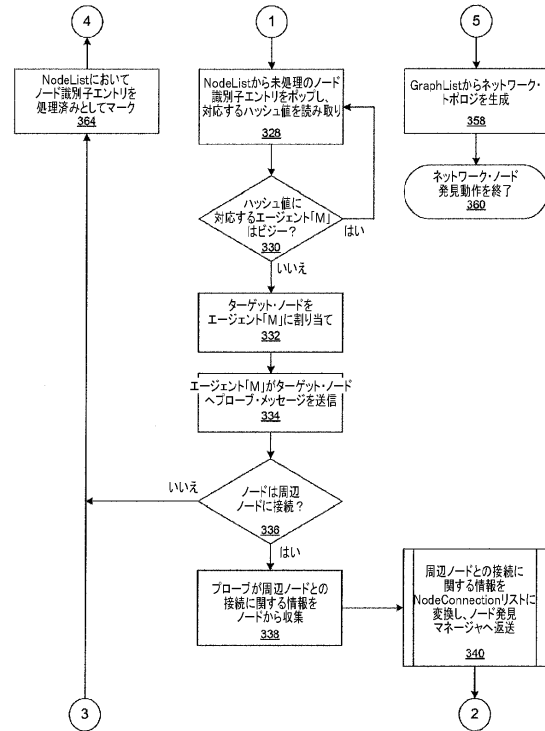 4
NodeListにおいて
ノード識別子エントリを
処理済みとしてマーク
364
1
NodeListから未処理のノード
識別子エントリをポップし、
対応するハッシュ値を読み取り
328
ハッシュ値に
対応するエージェント「M」
はビジー？
330
はい
いいえ
ターゲット・ノードを
エージェント「M」に割り当て
332
エージェント「M」がターゲット・ノード
へプローブ・メッセージを送信
334
ノードは周辺
ノードに接続？
336
いいえ
はい
プローブが周辺ノードとの
接続に関する情報を
ノードから収集
338
5
GraphListからネットワーク・
トポロジを生成
358
ネットワーク・ノード
発見動作を終了
360
周辺ノードとの接続に
関する情報を
NodeConnectionリストに
変換し、ノード発見
マネージャへ返送
340
3
2